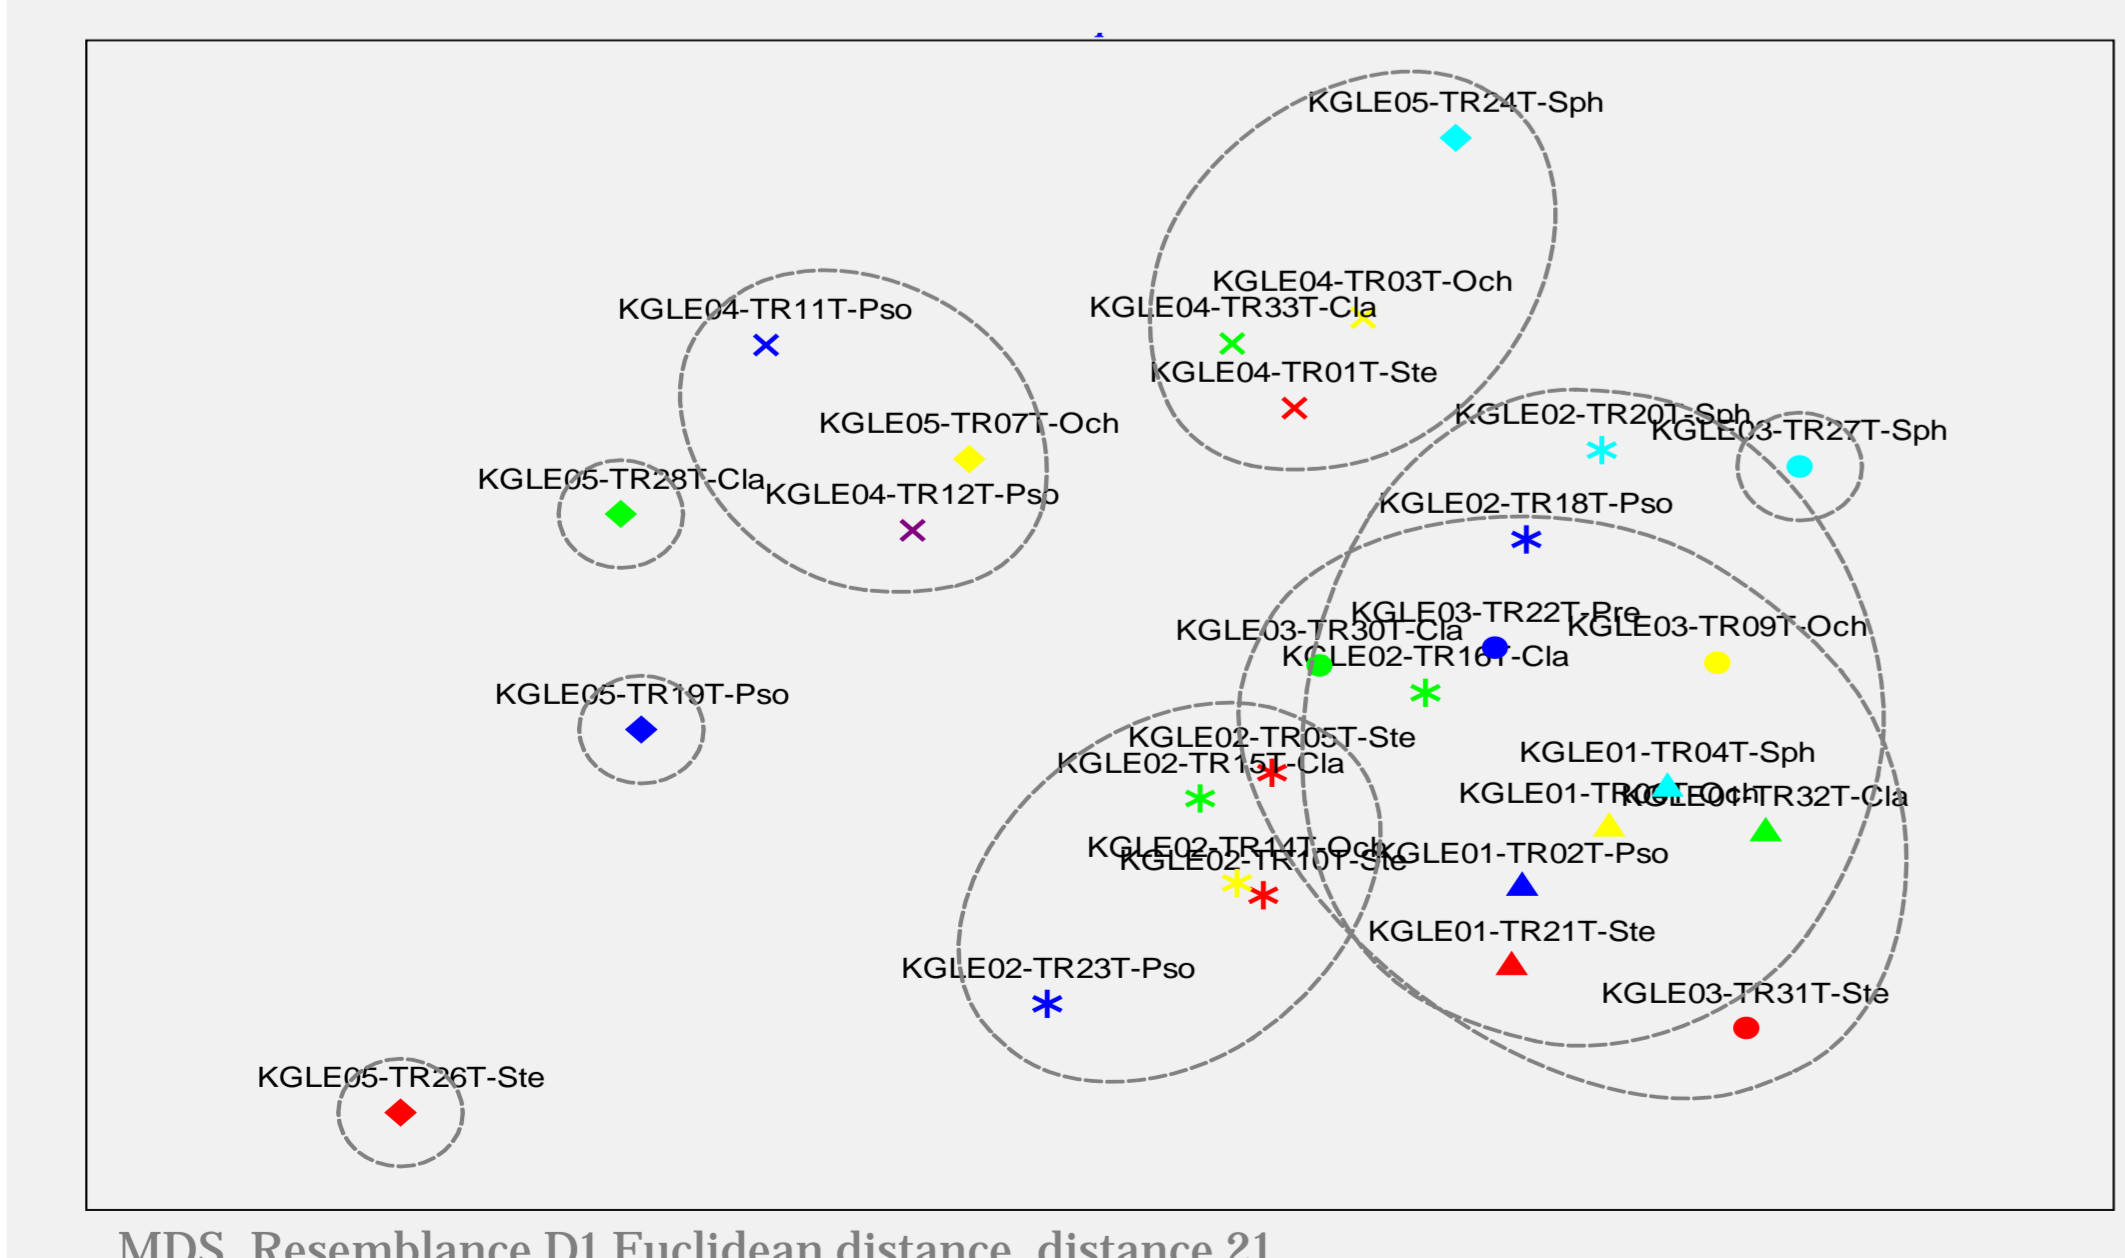 KGLE05-TR24T-Sph
KGLE04-TR03T-Och
KGLE04-TR33T-Cla
KGLE04-TR11T-Pso
KGLE04-TR01T-Ste
KGLE02-TR20T-Sph
KGLE05-TR07T-Och
KGLE03-TR27T-Sph
KGLE05-TR28T-Cla
KGLE04-TR12T-Pso
KGLE02-TR18T-Pso
KGLE03-TR22T-Pre
KGLE03-TR09T-Och
KGLE03-TR30T-Cla
KGLE02-TR16T-Cla
KGLE05-TR19T-Pso
KGLE02-TR05T-Ste
KGLE01-TR04T-Sph
KGLE02-TR15T-Cla
KGLE01-TR32T-Cla
KGLE02-TR14T-Och
KGLE01-TR02T-Pso
KGLE02-TR10T-Ste
KGLE01-TR21T-Ste
KGLE02-TR23T-Pso
KGLE03-TR31T-Ste
KGLE05-TR26T-Ste
MDS, Resemblance D1 Euclidean distance, distance 21